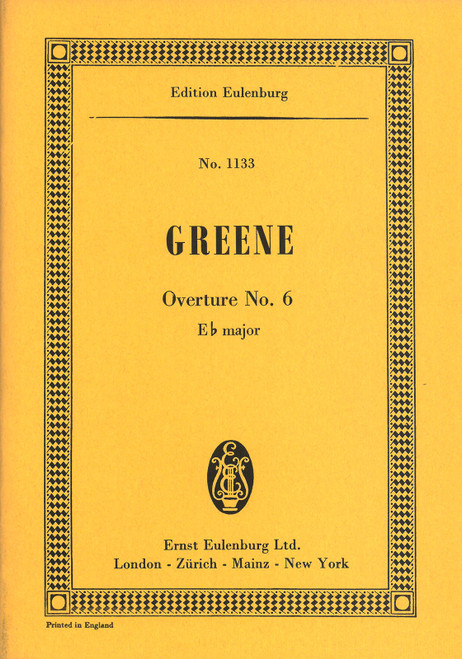 Edition Eulenburg
No. 1133
GREENE
Overture No. 6
E♭ major
Ernst Eulenburg Ltd.
London - Zürich - Mainz - New York
Printed in England